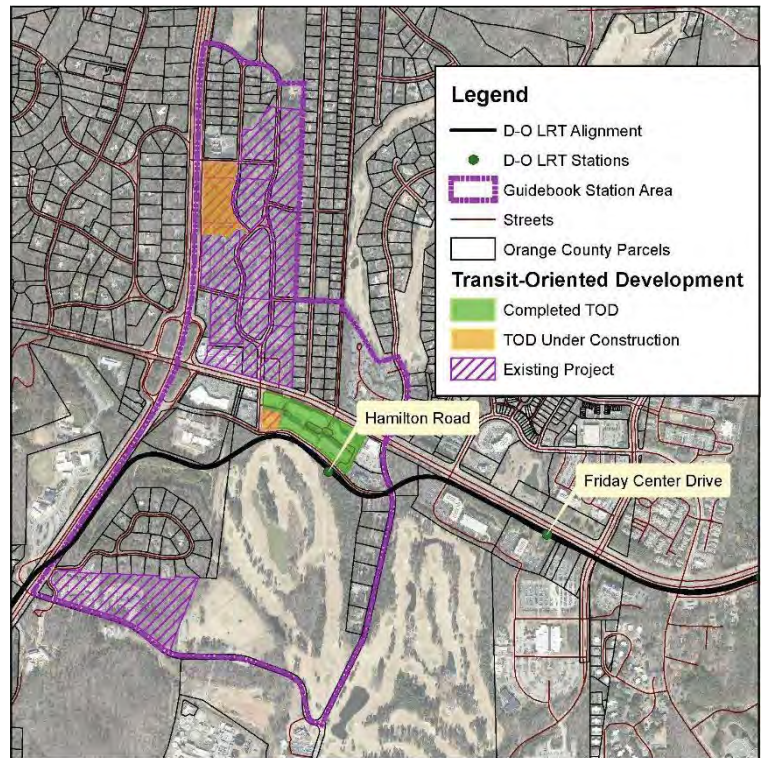 Legend
D-O LRT Alignment
D-O LRT Stations
Guidebook Station Area
Streets
Orange County Parcels
Transit-Oriented Development
Completed TOD
TOD Under Construction
Existing Project
Hamilton Road
Friday Center Drive